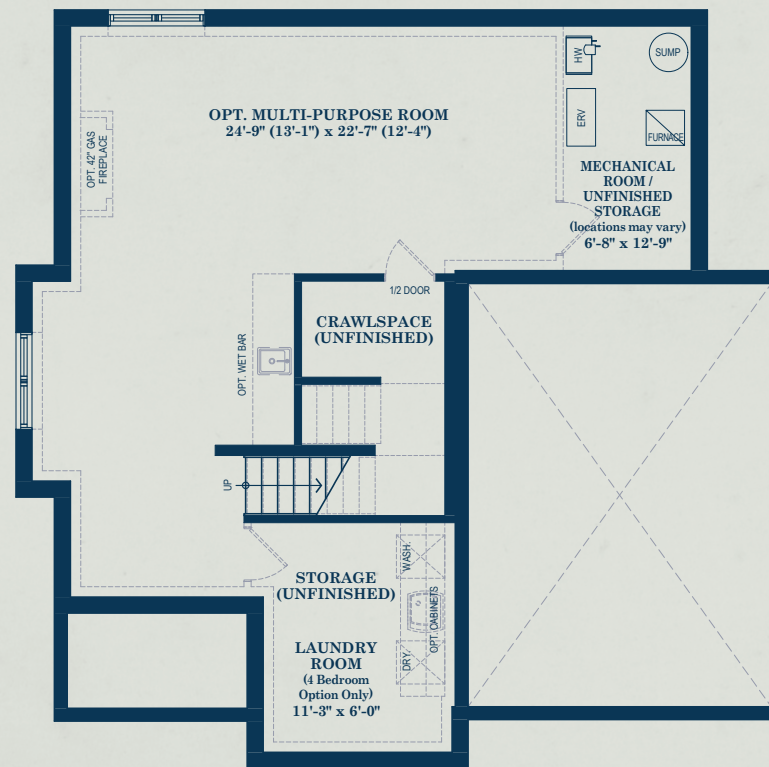 HW
SUMP
OPT. MULTI-PURPOSE ROOM
24'-9" (13'-1") x 22'-7" (12'-4")
ERV
FURNACE
OPT. 42" GAS
FIREPLACE
MECHANICAL
ROOM /
UNFINISHED
STORAGE
(locations may vary)
6'-8" x 12'-9"
1/2 DOOR
CRAWLSPACE
(UNFINISHED)
OPT. WET BAR
UP
WASH.
STORAGE
(UNFINISHED)
OPT. CABINETS
LAUNDRY
ROOM
(4 Bedroom
Option Only)
11'-3" x 6'-0"
DRY.